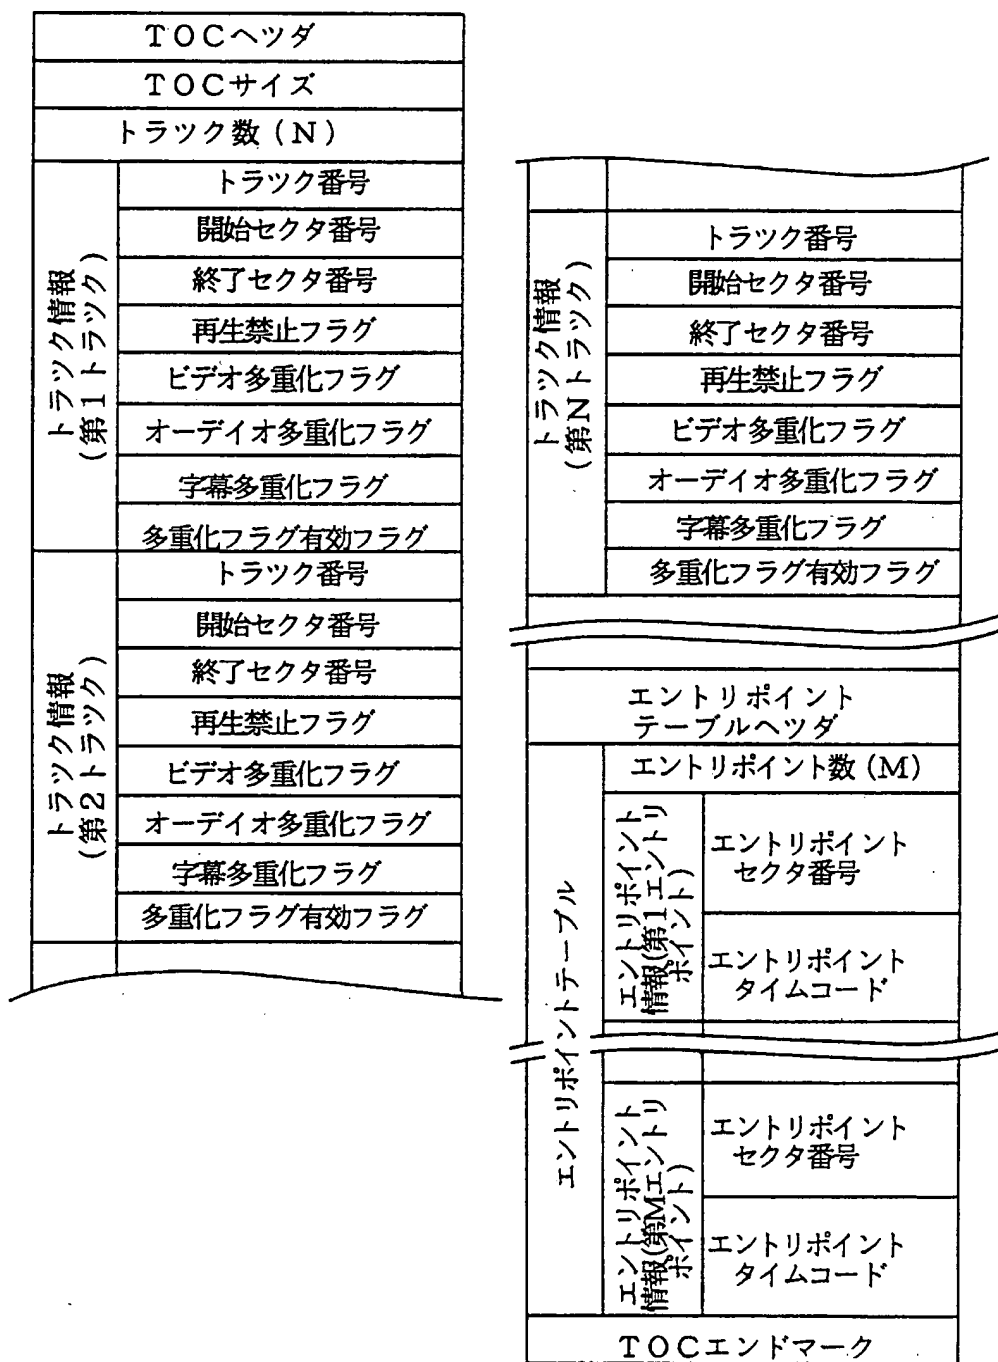 TOCヘツダ
TOCサイズ
トラツク数(N)
トラツク情報
(第1トラツク)
トラツク番号
開始セクタ番号
終了セクタ番号
再生禁止フラグ
ビデオ多重化フラグ
オーデイオ多重化フラグ
字幕多重化フラグ
多重化フラグ有効フラグ
トラツク情報
(第2トラツク)
トラツク番号
開始セクタ番号
終了セクタ番号
再生禁止フラグ
ビデオ多重化フラグ
オーデイオ多重化フラグ
字幕多重化フラグ
多重化フラグ有効フラグ
トラツク情報
(第Nトラツク)
トラツク番号
開始セクタ番号
終了セクタ番号
再生禁止フラグ
ビデオ多重化フラグ
オーデイオ多重化フラグ
字幕多重化フラグ
多重化フラグ有効フラグ
エントリポイント
テーブルヘツダ
エントリポイントテーブル
エントリポイント数(M)
エントリポイント
情報(第1エントリ
ポイント)
エントリポイント
セクタ番号
エントリポイント
タイムコード
エントリポイント
情報(第Mエントリ
ポイント)
エントリポイント
セクタ番号
エントリポイント
タイムコード
TOCエンドマーク